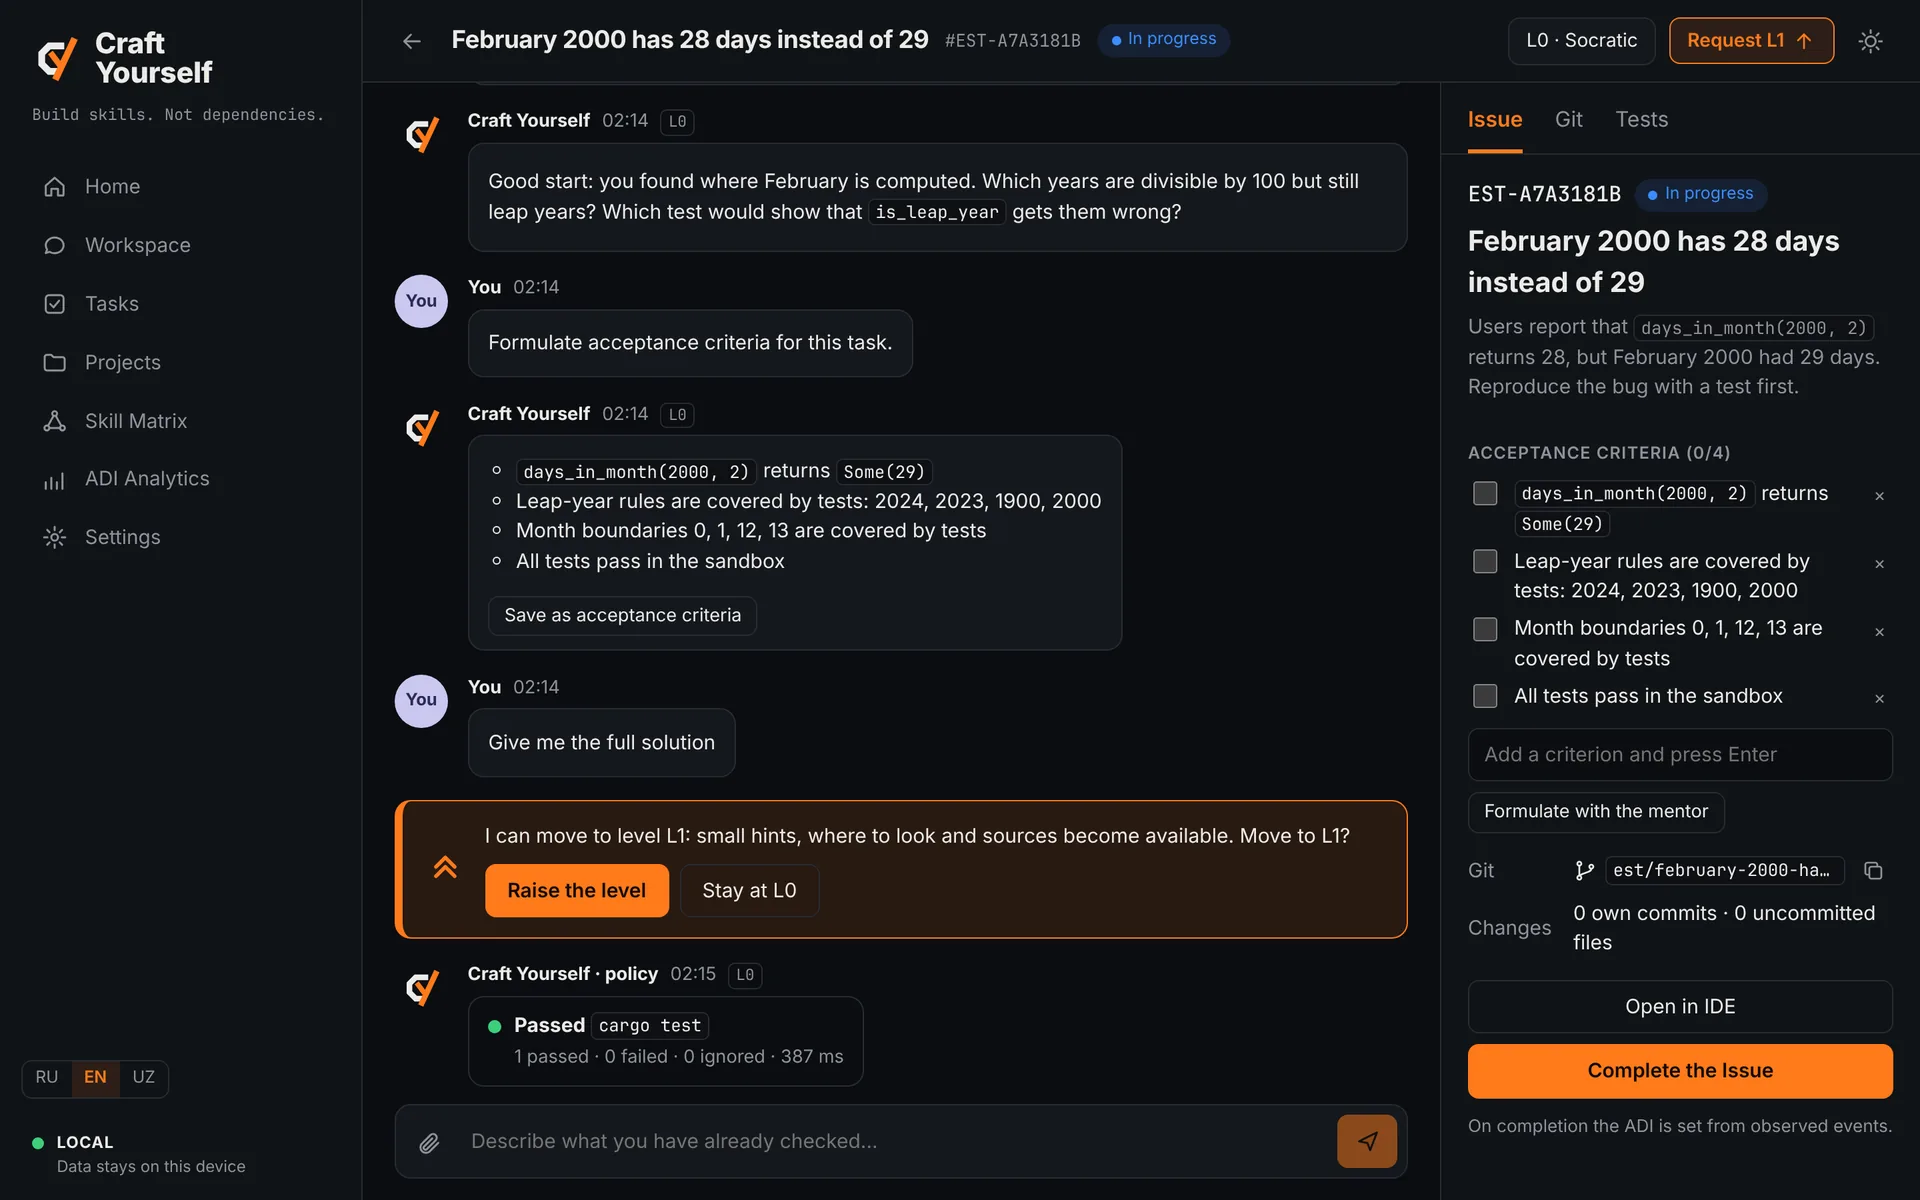 Craft
Yourself
Build skills. Not dependencies.
Home
Workspace
Tasks
Projects
Skill Matrix
ADI Analytics
Settings
RU EN UZ
LOCAL
Data stays on this device
February 2000 has 28 days instead of 29 #EST-A7A3181B In progress
L0 · Socratic
Request L1 ↑
Craft Yourself 02:14 L0
Good start: you found where February is computed. Which years are divisible by 100 but still
leap years? Which test would show that is_leap_year gets them wrong?
You
You 02:14
Formulate acceptance criteria for this task.
Craft Yourself 02:14 L0
days_in_month(2000, 2) returns Some(29)
Leap-year rules are covered by tests: 2024, 2023, 1900, 2000
Month boundaries 0, 1, 12, 13 are covered by tests
All tests pass in the sandbox
Save as acceptance criteria
You
You 02:14
Give me the full solution
I can move to level L1: small hints, where to look and sources become available. Move to L1?
Raise the level
Stay at L0
Craft Yourself · policy 02:15 L0
Passed cargo test
1 passed · 0 failed · 0 ignored · 387 ms
Describe what you have already checked...
Issue Git Tests
EST-A7A3181B In progress
February 2000 has 28 days
instead of 29
Users report that days_in_month(2000, 2)
returns 28, but February 2000 had 29 days.
Reproduce the bug with a test first.
ACCEPTANCE CRITERIA (0/4)
days_in_month(2000, 2) returns ×
Some(29)
Leap-year rules are covered by ×
tests: 2024, 2023, 1900, 2000
Month boundaries 0, 1, 12, 13 are ×
covered by tests
All tests pass in the sandbox ×
Add a criterion and press Enter
Formulate with the mentor
Git est/february-2000-ha…
Changes 0 own commits · 0 uncommitted
files
Open in IDE
Complete the Issue
On completion the ADI is set from observed events.